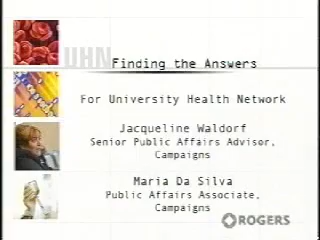 UHN
Finding the Answers
For University Health Network
Jacqueline Waldorf
Senior Public Affairs Advisor,
Campaigns
Maria Da Silva
Public Affairs Associate,
Campaigns
ROGERS